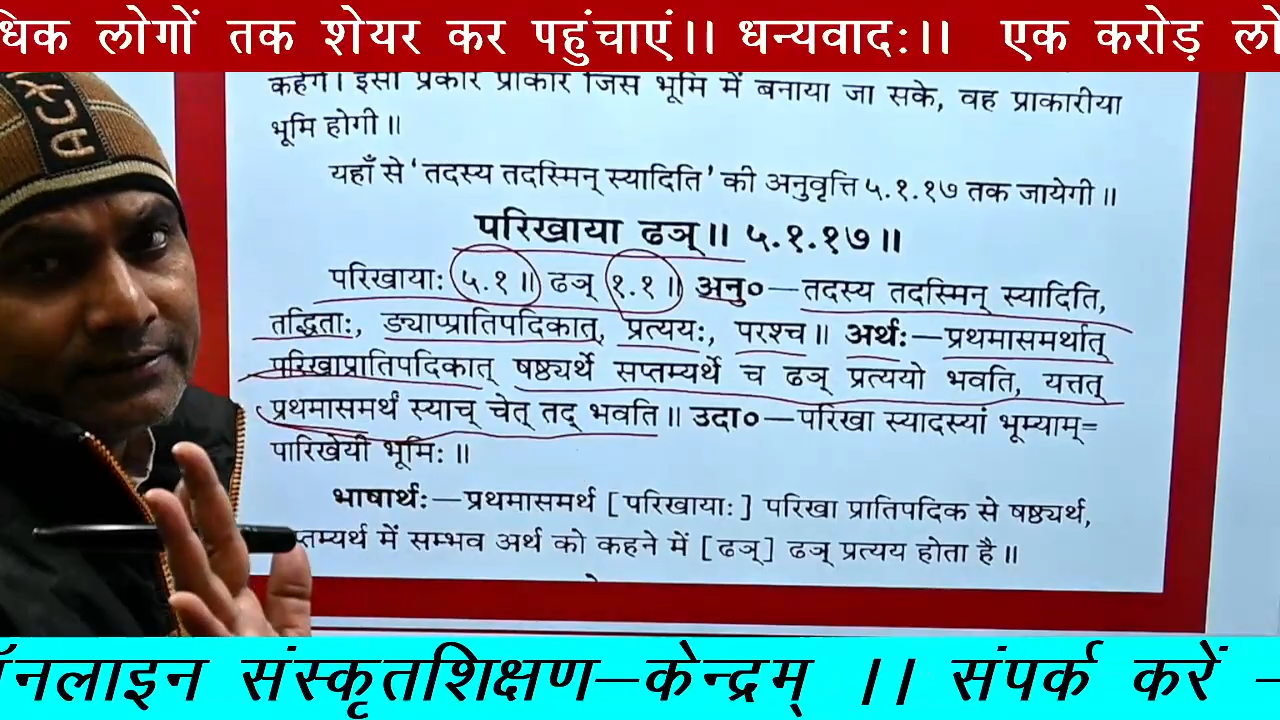 धिक लोगों तक शेयर कर पहुंचाएं।। धन्यवादः।। एक करोड़ लो
कहेंगे। इसी प्रकार प्राकार जिस भूमि में बनाया जा सके, वह प्राकारीया
भूमि होगी॥
यहाँ से 'तदस्य तदस्मिन् स्यादिति' की अनुवृत्ति ५.१.१७ तक जायेगी॥
परिखाया ढञ्॥ ५.१.१७॥
परिखायाः ५.१॥ ढञ् १.१॥ अनु०—तदस्य तदस्मिन् स्यादिति,
तद्धिताः, ङ्याप्प्रातिपदिकात्, प्रत्ययः, परश्च॥ अर्थः—प्रथमासमर्थात्
परिखाप्रातिपदिकात् षष्ठ्यर्थे सप्तम्यर्थे च ढञ् प्रत्ययो भवति, यत्तत्
प्रथमासमर्थं स्याच् चेत् तद् भवति॥ उदा०—परिखा स्यादस्यां भूम्याम्=
पारिखेयी भूमिः॥
भाषार्थः—प्रथमासमर्थ [परिखायाः] परिखा प्रातिपदिक से षष्ठ्यर्थ,
प्तम्यर्थ में सम्भव अर्थ को कहने में [ढञ्] ढञ् प्रत्यय होता है॥
ऑनलाइन संस्कृतशिक्षण–केन्द्रम् ।। संपर्क करें –
ACX